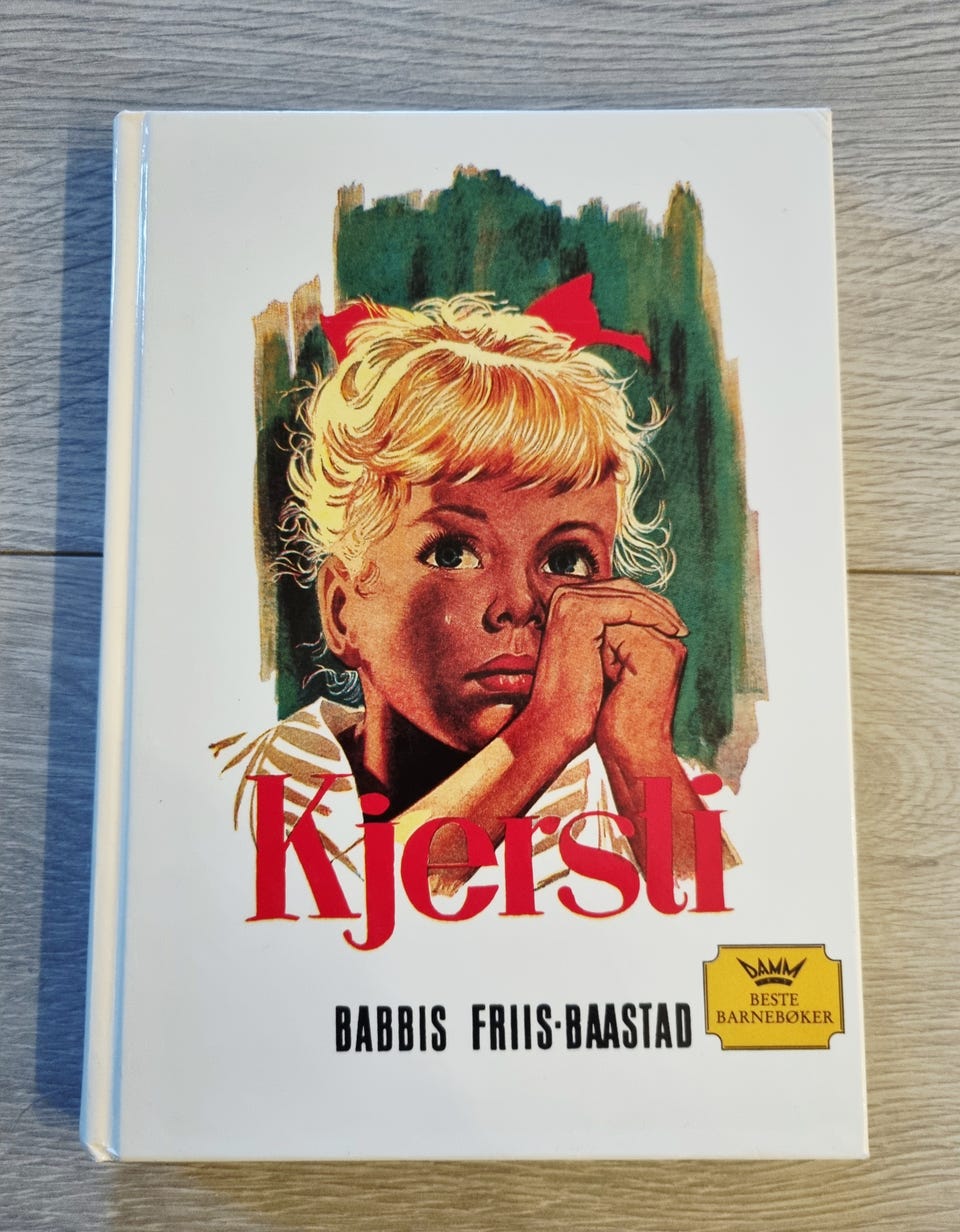 Kjersti
BABBIS FRIIS-BAASTAD
DAMM
BESTE
BARNEBØKER